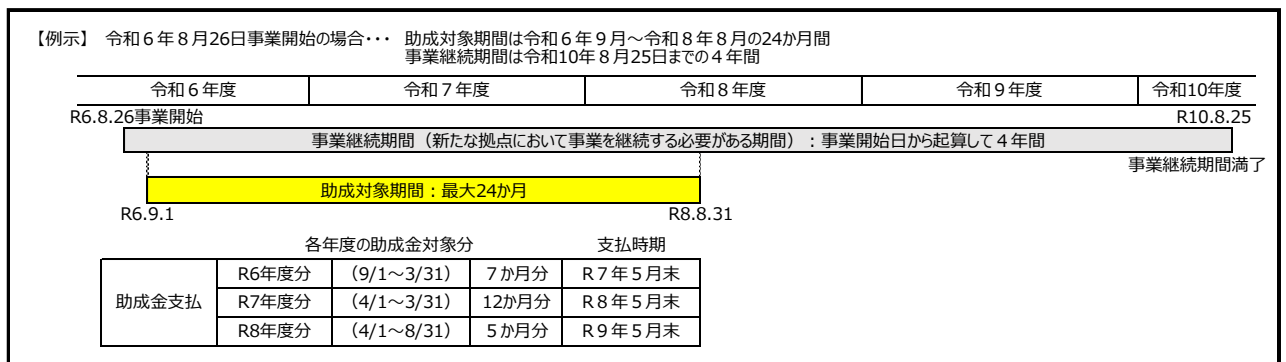 【例示】 令和６年８月26日事業開始の場合・・・ 助成対象期間は令和６年９月～令和８年８月の24か月間
事業継続期間は令和10年８月25日までの４年間
令和６年度 令和７年度 令和８年度 令和９年度 令和10年度
R6.8.26事業開始 R10.8.25
事業継続期間（新たな拠点において事業を継続する必要がある期間）：事業開始日から起算して４年間
事業継続期間満了
助成対象期間：最大24か月
R6.9.1 R8.8.31
各年度の助成金対象分 支払時期
助成金支払
R6年度分 （9/1～3/31） ７か月分 Ｒ７年５月末
R7年度分 （4/1～3/31） 12か月分 Ｒ８年５月末
R8年度分 （4/1～8/31） ５か月分 Ｒ９年５月末